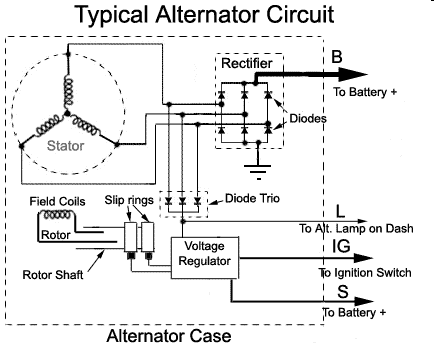 Typical Alternator Circuit
Rectifier
B
To Battery +
Diodes
Stator
Diode Trio
Field Coils
Slip rings
L
To Alt. Lamp on Dash
Rotor
Voltage
Regulator
IG
To Ignition Switch
Rotor Shaft
S
To Battery +
Alternator Case